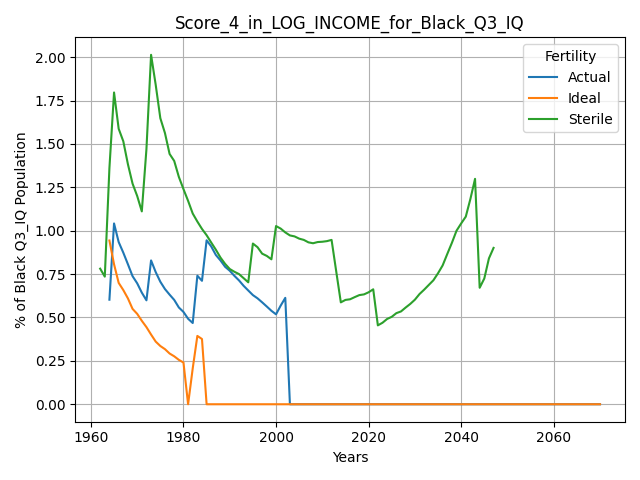 Score_4_in_LOG_INCOME_for_Black_Q3_IQ
% of Black Q3_IQ Population
2.00
1.75
1.50
1.25
1.00
0.75
0.50
0.25
0.00
Fertility
Actual
Ideal
Sterile
1960 1980 2000 2020 2040 2060
Years